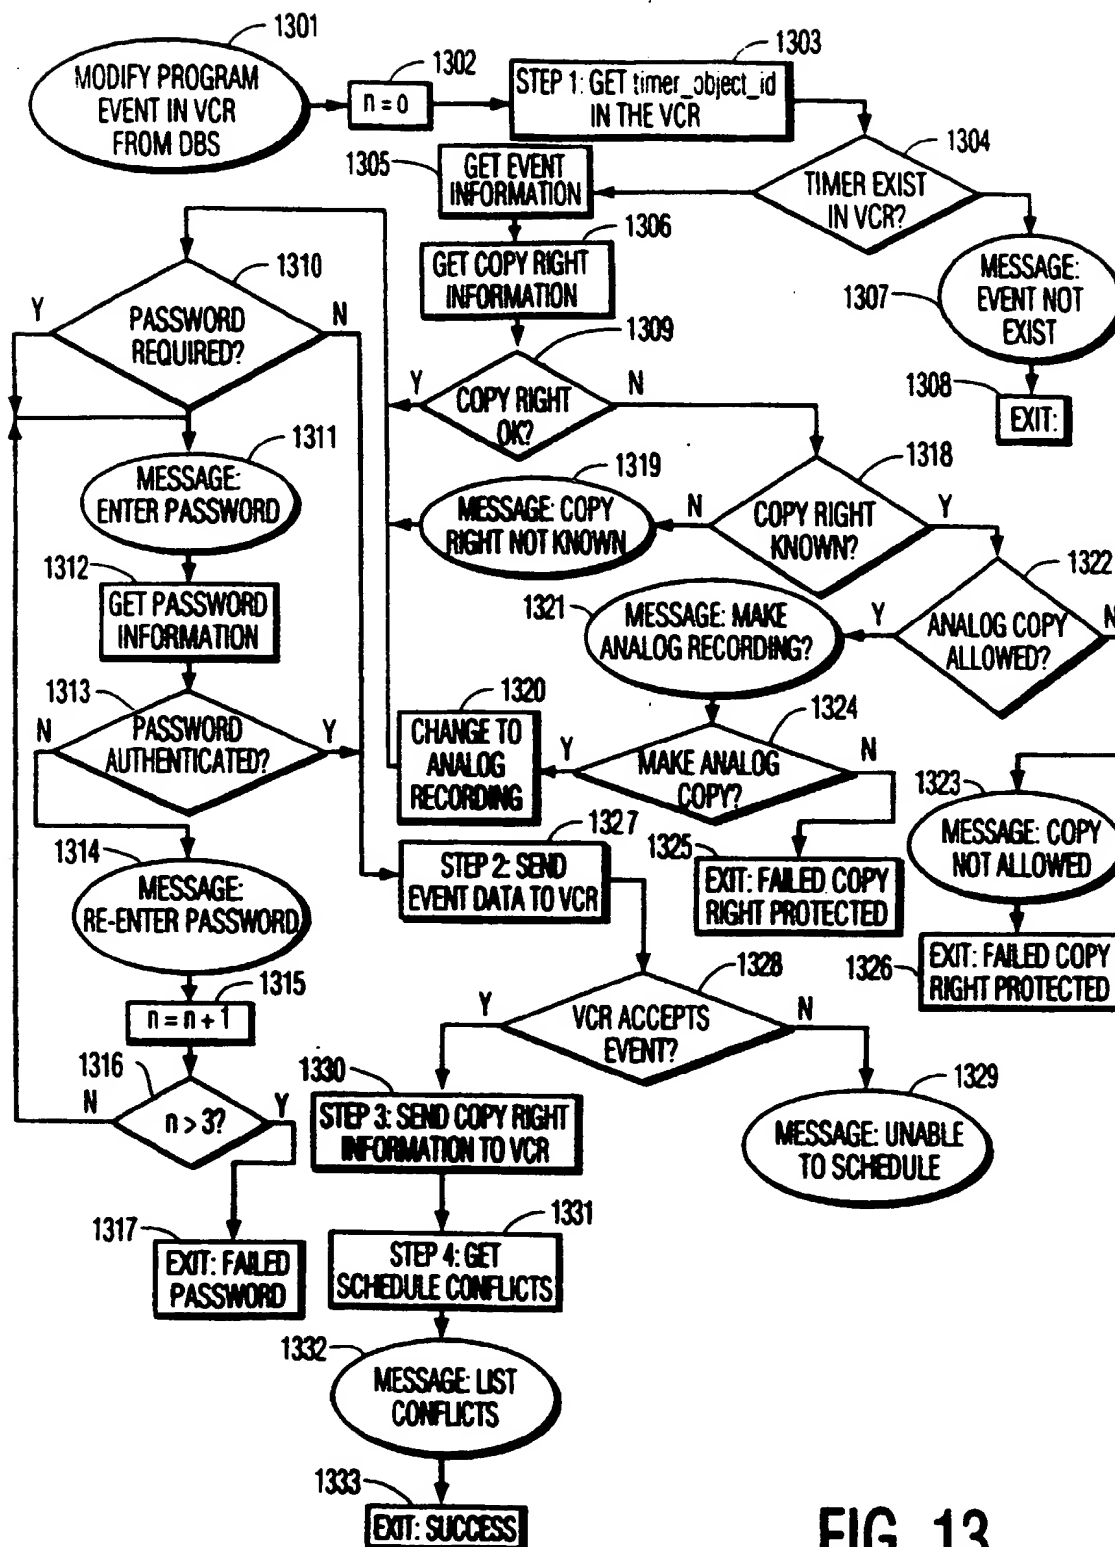 1301
MODIFY PROGRAM
EVENT IN VCR
FROM DBS
1302
n = 0
1303
STEP 1: GET timer_object_id
IN THE VCR
1304
TIMER EXIST
IN VCR?
1305
GET EVENT
INFORMATION
1306
GET COPY RIGHT
INFORMATION
1307
MESSAGE:
EVENT NOT
EXIST
1308
EXIT:
1309
COPY RIGHT
OK?
Y
N
1310
PASSWORD
REQUIRED?
Y
N
1311
MESSAGE:
ENTER PASSWORD
1312
GET PASSWORD
INFORMATION
1313
PASSWORD
AUTHENTICATED?
N
Y
1314
MESSAGE:
RE-ENTER PASSWORD
1315
n = n + 1
1316
n > 3?
N
Y
1317
EXIT: FAILED
PASSWORD
1318
COPY RIGHT
KNOWN?
N
Y
1319
MESSAGE: COPY
RIGHT NOT KNOWN
1322
ANALOG COPY
ALLOWED?
Y
N
1321
MESSAGE: MAKE
ANALOG RECORDING?
1320
CHANGE TO
ANALOG
RECORDING
1324
MAKE ANALOG
COPY?
Y
N
1323
MESSAGE: COPY
NOT ALLOWED
1325
EXIT: FAILED COPY
RIGHT PROTECTED
1326
EXIT: FAILED COPY
RIGHT PROTECTED
1327
STEP 2: SEND
EVENT DATA TO VCR
1328
VCR ACCEPTS
EVENT?
Y
N
1329
MESSAGE: UNABLE
TO SCHEDULE
1330
STEP 3: SEND COPY RIGHT
INFORMATION TO VCR
1331
STEP 4: GET
SCHEDULE CONFLICTS
1332
MESSAGE: LIST
CONFLICTS
1333
EXIT: SUCCESS
FIG. 13